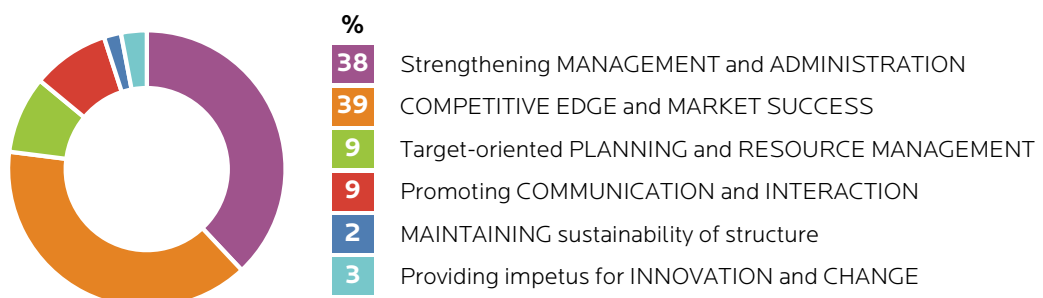 %
38 Strengthening MANAGEMENT and ADMINISTRATION
39 COMPETITIVE EDGE and MARKET SUCCESS
9 Target-oriented PLANNING and RESOURCE MANAGEMENT
9 Promoting COMMUNICATION and INTERACTION
2 MAINTAINING sustainability of structure
3 Providing impetus for INNOVATION and CHANGE